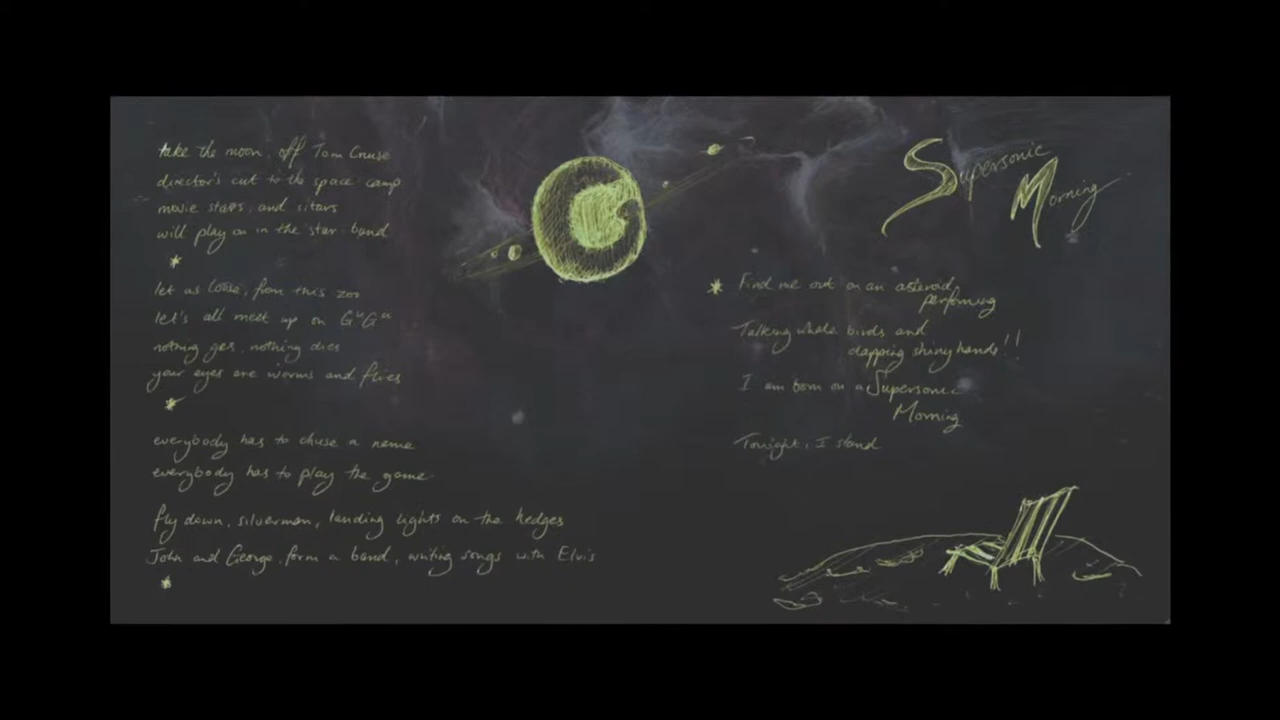 take the moon, off Tom Cruise
director's cut to the space camp
movie stars, and sitars
will play on in the star band
*
let us loose, from this zoo
let's all meet up on GuGu
nothing goes, nothing dies
your eyes are worms and flies
*
everybody has to chuse a name
everybody has to play the game
fly down, silverman, landing lights on the hedges
John and George, form a band, writing songs with Elvis
*
Supersonic
Morning
* Find me out on an asteroid
performing
Talking whale birds and
clapping shiny hands!!
I am born on a Supersonic
Morning
Tonight, I stand